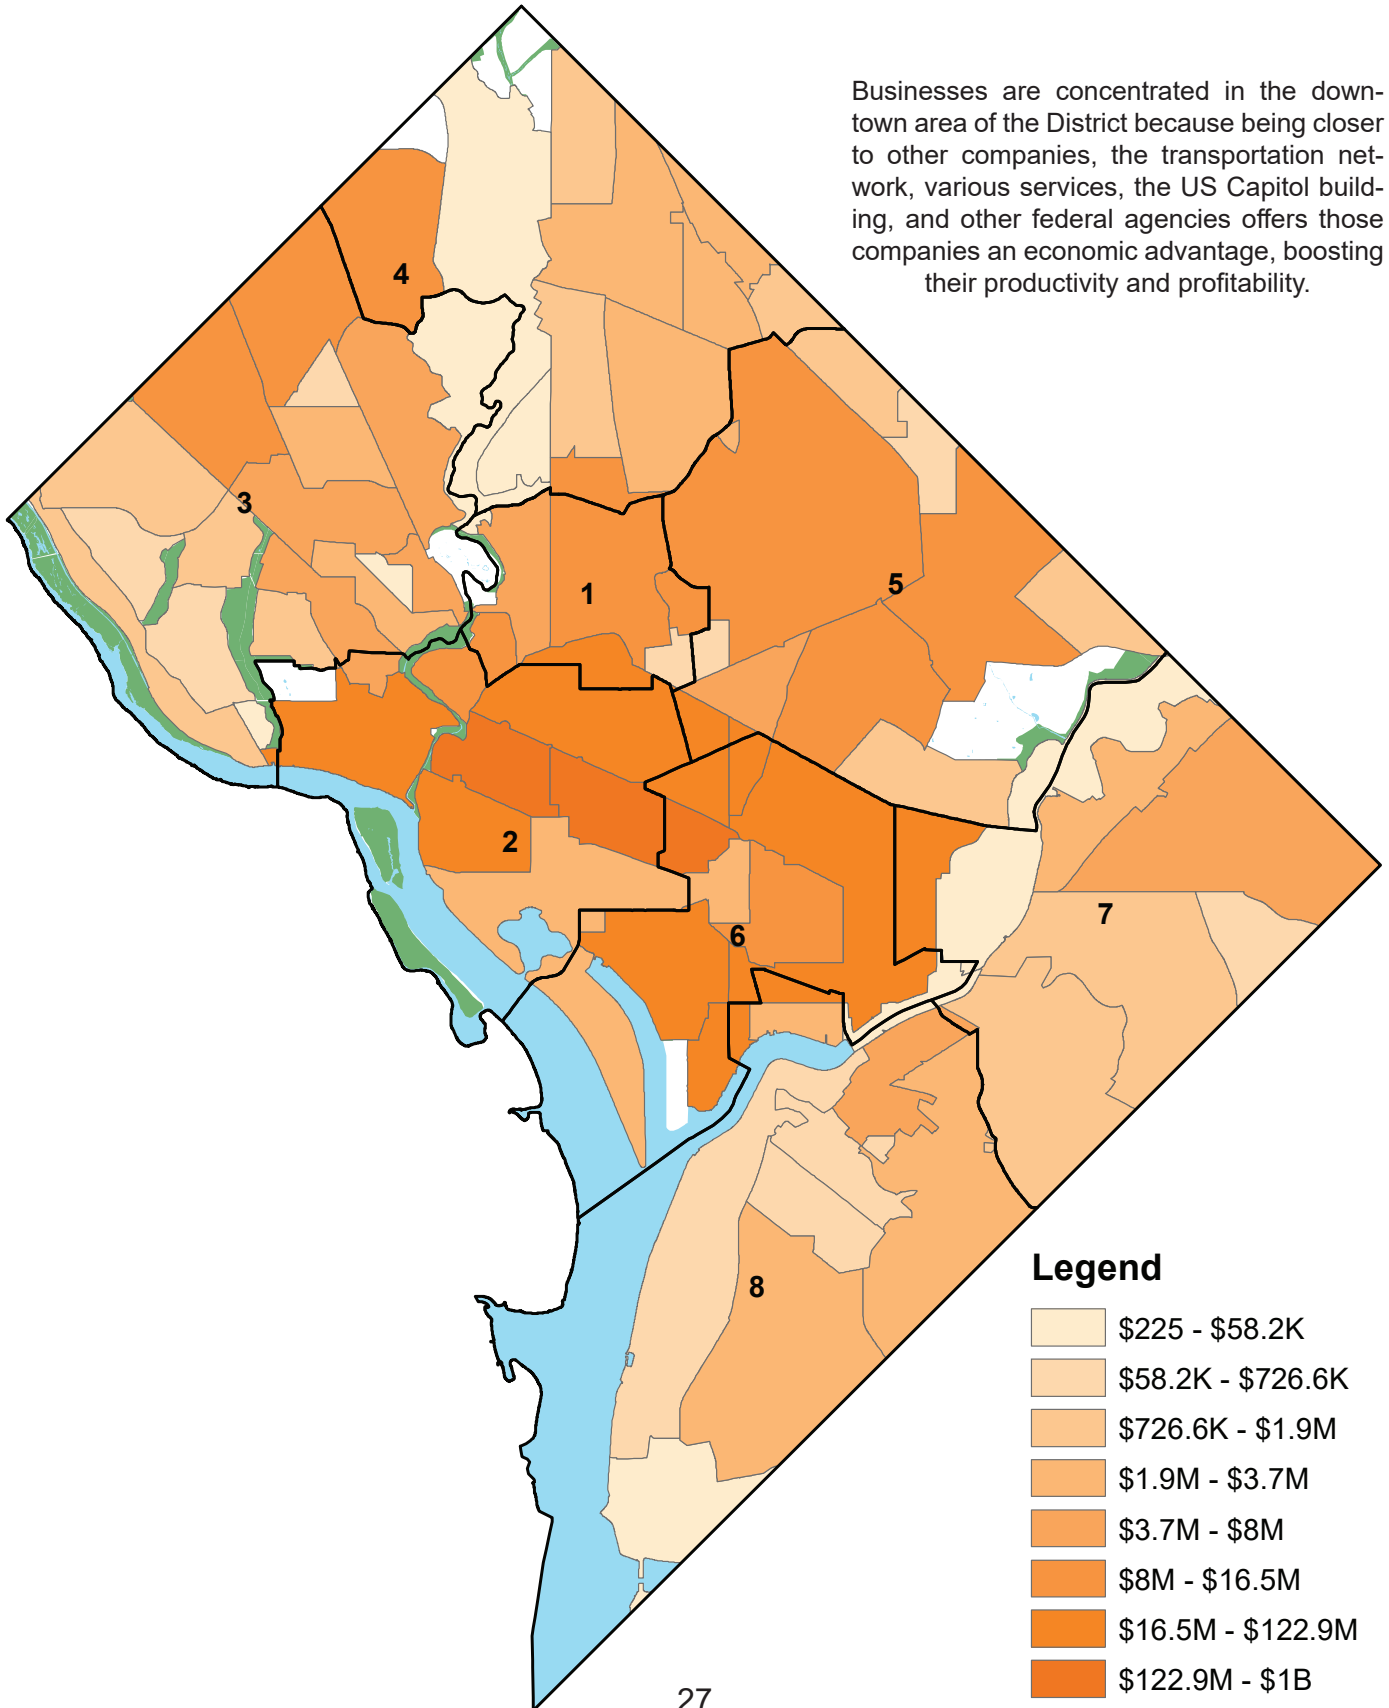 Businesses are concentrated in the down-
town area of the District because being closer
to other companies, the transportation net-
work, various services, the US Capitol build-
ing, and other federal agencies offers those
companies an economic advantage, boosting
their productivity and profitability.
4
3
1
5
2
7
6
8
Legend
$225 - $58.2K
$58.2K - $726.6K
$726.6K - $1.9M
$1.9M - $3.7M
$3.7M - $8M
$8M - $16.5M
$16.5M - $122.9M
$122.9M - $1B
27